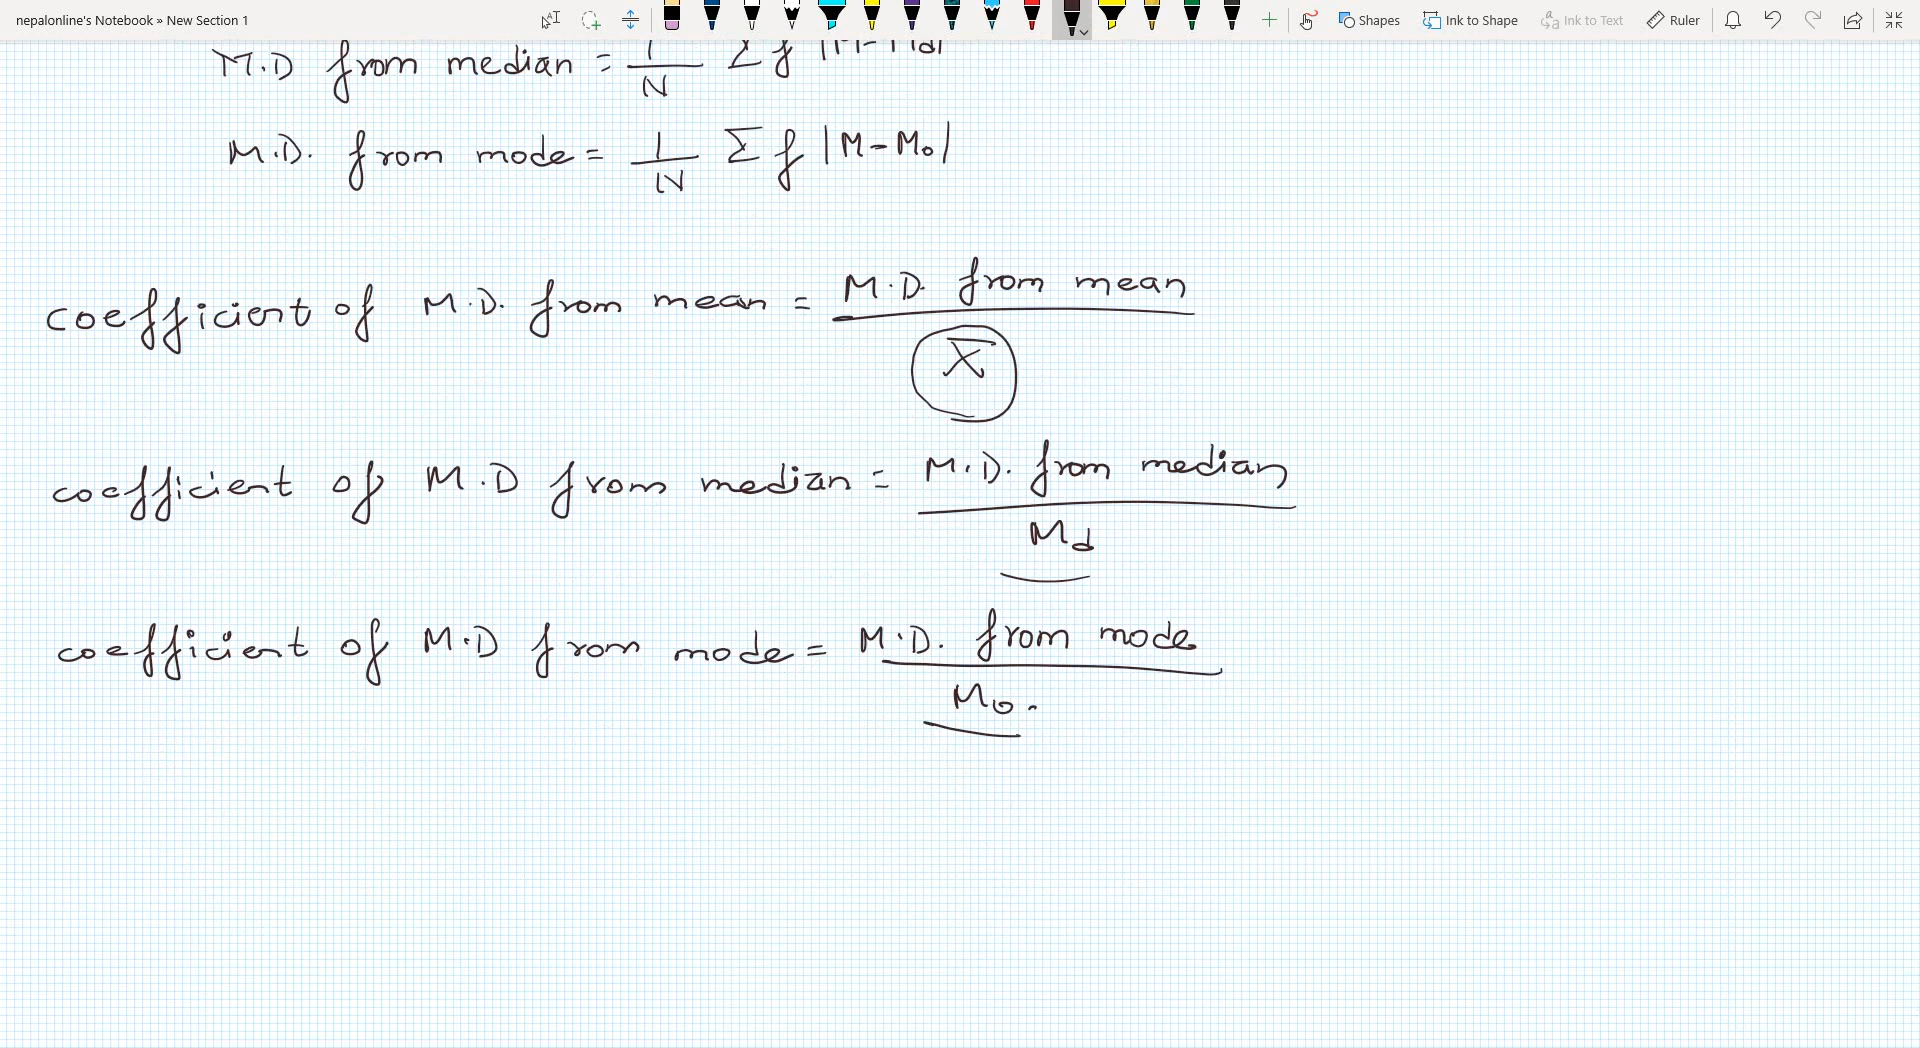 nepalonline's Notebook » New Section 1
Shapes Ink to Shape Ink to Text Ruler
M.D from median = 1/N Σ f |M-Md|
M.D. from mode = 1/N Σ f |M-Mo|
coefficient of M.D. from mean = M.D. from mean
X̄
coefficient of M.D from median = M.D. from median
Md
coefficient of M.D from mode = M.D. from mode
Mo.